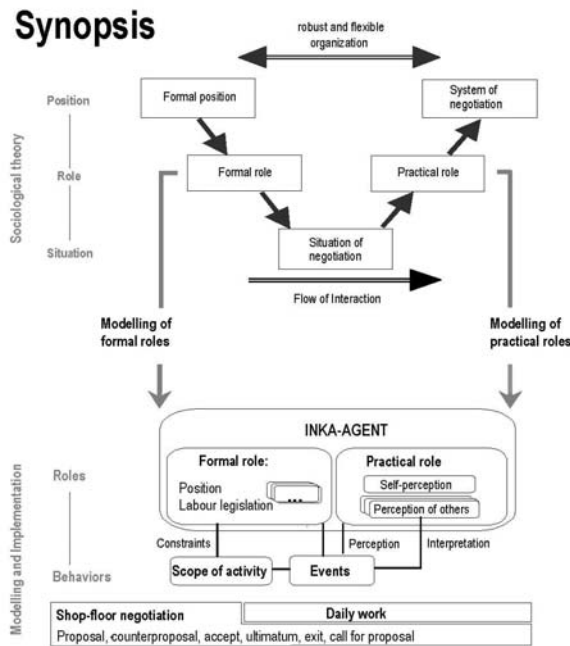 Synopsis
robust and flexible
organization
Position
Formal position
System of
negotiation
Sociological theory
Role
Formal role
Practical role
Situation
Situation of
negotiation
Flow of Interaction
Modelling of
formal roles
Modelling of
practical roles
INKA-AGENT
Modelling and Implementation
Roles
Formal role:
Position
Labour legislation
...
Practical role
Self-perception
Perception of others
Constraints
Perception
Interpretation
Behaviors
Scope of activity
Events
Shop-floor negotiation
Daily work
Proposal, counterproposal, accept, ultimatum, exit, call for proposal